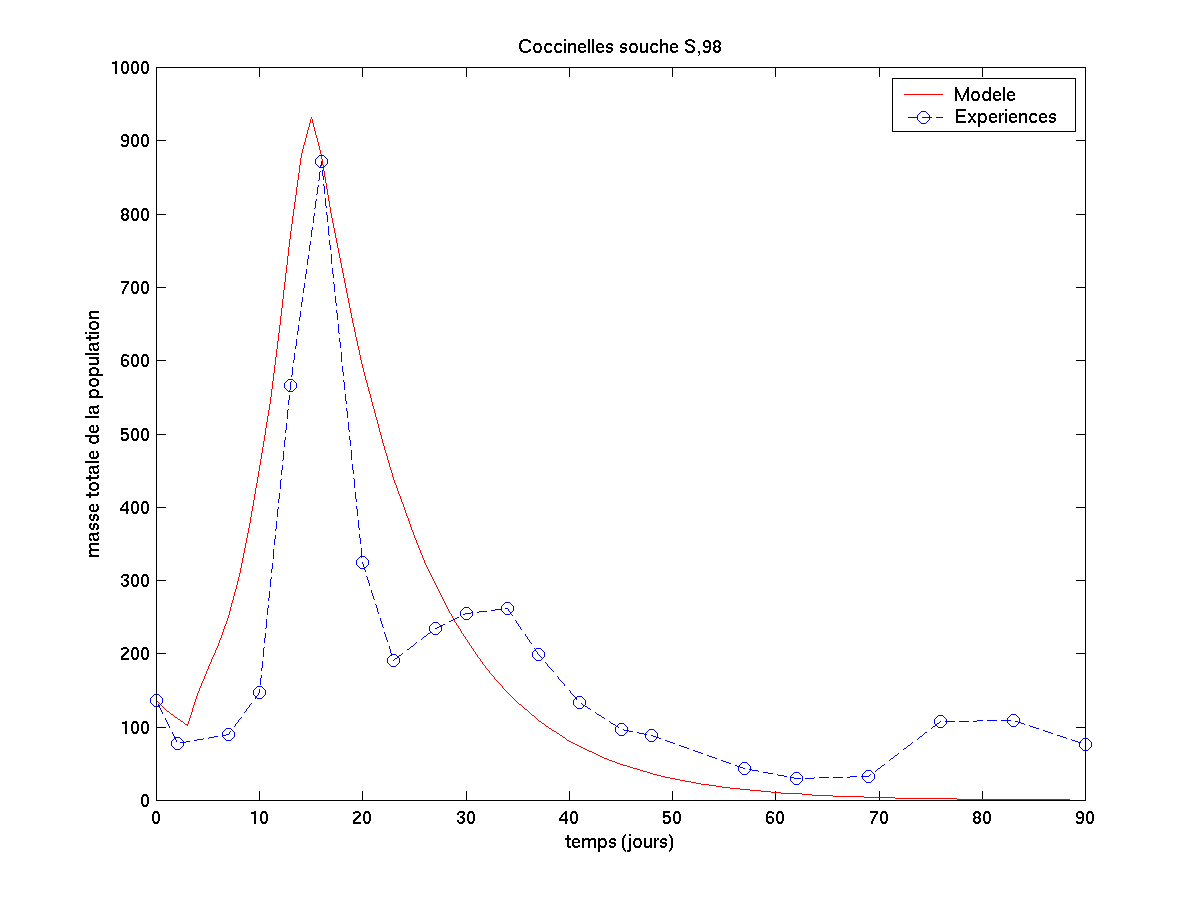 Coccinelles souche S,98
1000
900
800
700
600
500
400
300
200
100
0
masse totale de la population
Modele
Experiences
0 10 20 30 40 50 60 70 80 90
temps (jours)